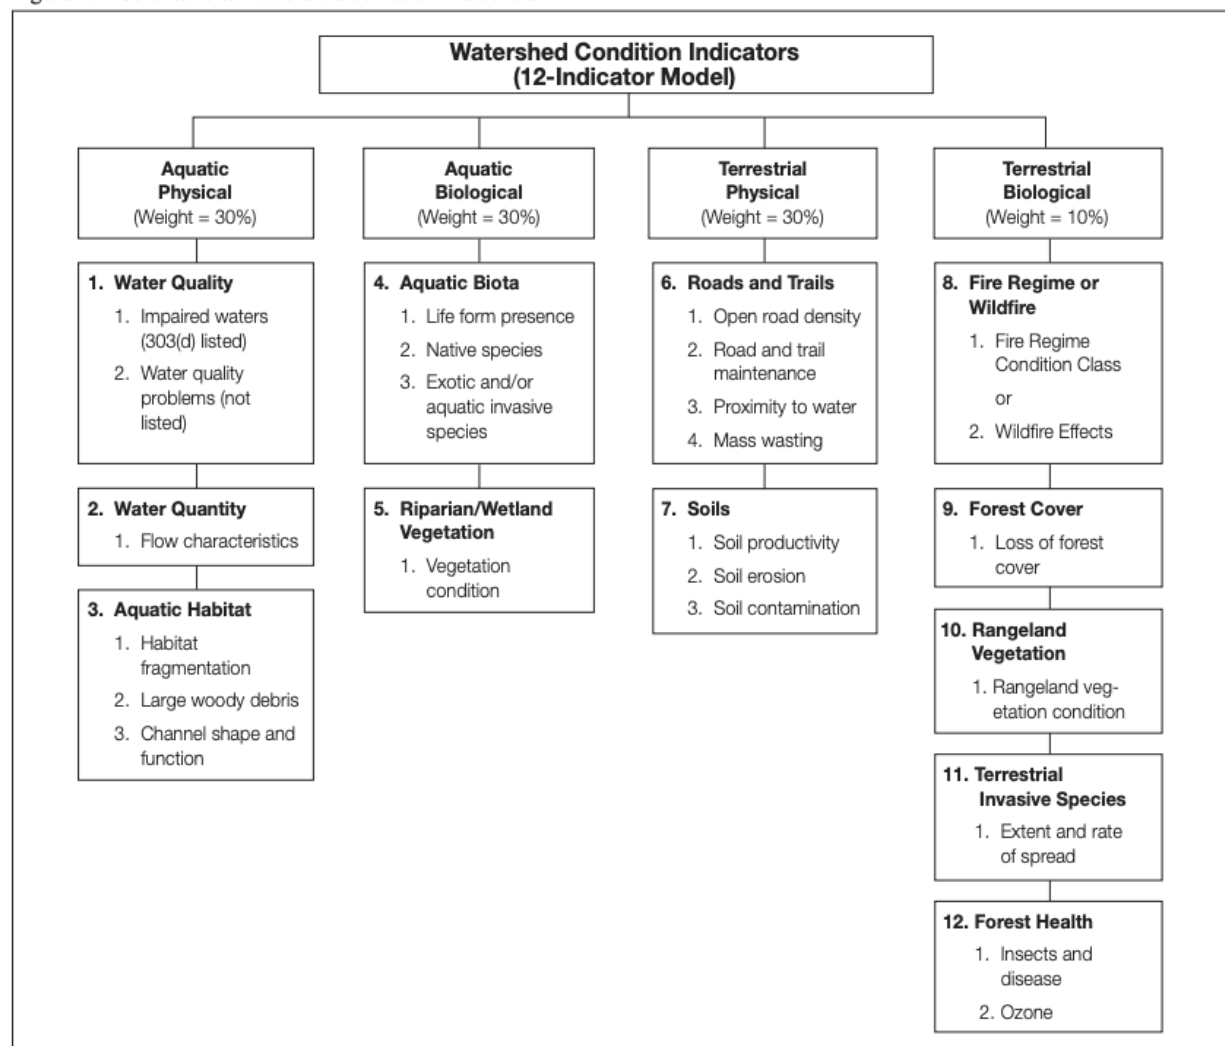 Watershed Condition Indicators
(12-Indicator Model)
Aquatic
Physical
(Weight = 30%)
1. Water Quality
1. Impaired waters
(303(d) listed)
2. Water quality
problems (not
listed)
2. Water Quantity
1. Flow characteristics
3. Aquatic Habitat
1. Habitat
fragmentation
2. Large woody debris
3. Channel shape and
function
Aquatic
Biological
(Weight = 30%)
4. Aquatic Biota
1. Life form presence
2. Native species
3. Exotic and/or
aquatic invasive
species
5. Riparian/Wetland
Vegetation
1. Vegetation
condition
Terrestrial
Physical
(Weight = 30%)
6. Roads and Trails
1. Open road density
2. Road and trail
maintenance
3. Proximity to water
4. Mass wasting
7. Soils
1. Soil productivity
2. Soil erosion
3. Soil contamination
Terrestrial
Biological
(Weight = 10%)
8. Fire Regime or
Wildfire
1. Fire Regime
Condition Class
or
2. Wildfire Effects
9. Forest Cover
1. Loss of forest
cover
10. Rangeland
Vegetation
1. Rangeland veg-
etation condition
11. Terrestrial
Invasive Species
1. Extent and rate
of spread
12. Forest Health
1. Insects and
disease
2. Ozone